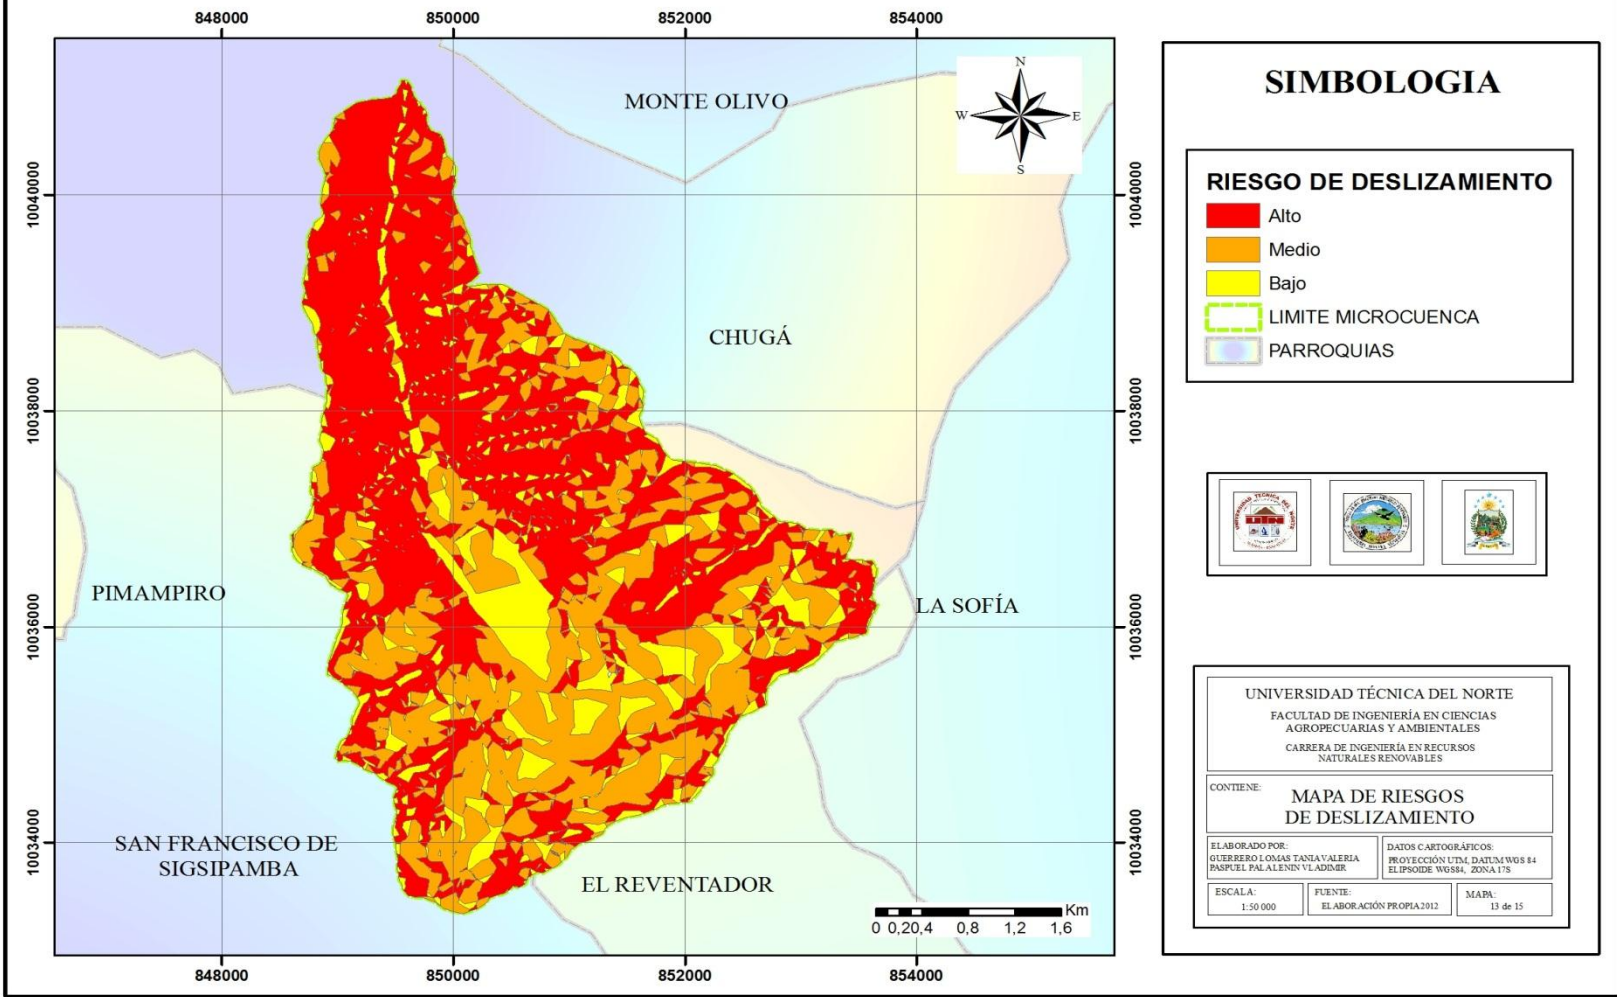 848000
850000
852000
854000
10040000
10038000
10036000
10034000
MONTE OLIVO
N
W
E
S
CHUGÁ
PIMAMPIRO
LA SOFÍA
SAN FRANCISCO DE
SIGSIPAMBA
EL REVENTADOR
Km
0 0,20,4 0,8 1,2 1,6
10040000
10038000
10036000
10034000
848000
850000
852000
854000
SIMBOLOGIA
RIESGO DE DESLIZAMIENTO
Alto
Medio
Bajo
LIMITE MICROCUENCA
PARROQUIAS
UNIVERSIDAD TÉCNICA DEL NORTE
FACULTAD DE INGENIERÍA EN CIENCIAS
AGROPECUARIAS Y AMBIENTALES
CARRERA DE INGENIERÍA EN RECURSOS
NATURALES RENOVABLES
CONTIENE:
MAPA DE RIESGOS
DE DESLIZAMIENTO
ELABORADO POR:
GUERRERO LOMAS TANIA VALERIA
PASPUEL PALA LENIN VLADIMIR
DATOS CARTOGRÁFICOS:
PROYECCIÓN UTM, DATUM WGS 84
ELIPSOIDE WGS84, ZONA 17S
ESCALA:
1:50 000
FUENTE:
ELABORACIÓN PROPIA 2012
MAPA:
13 de 15